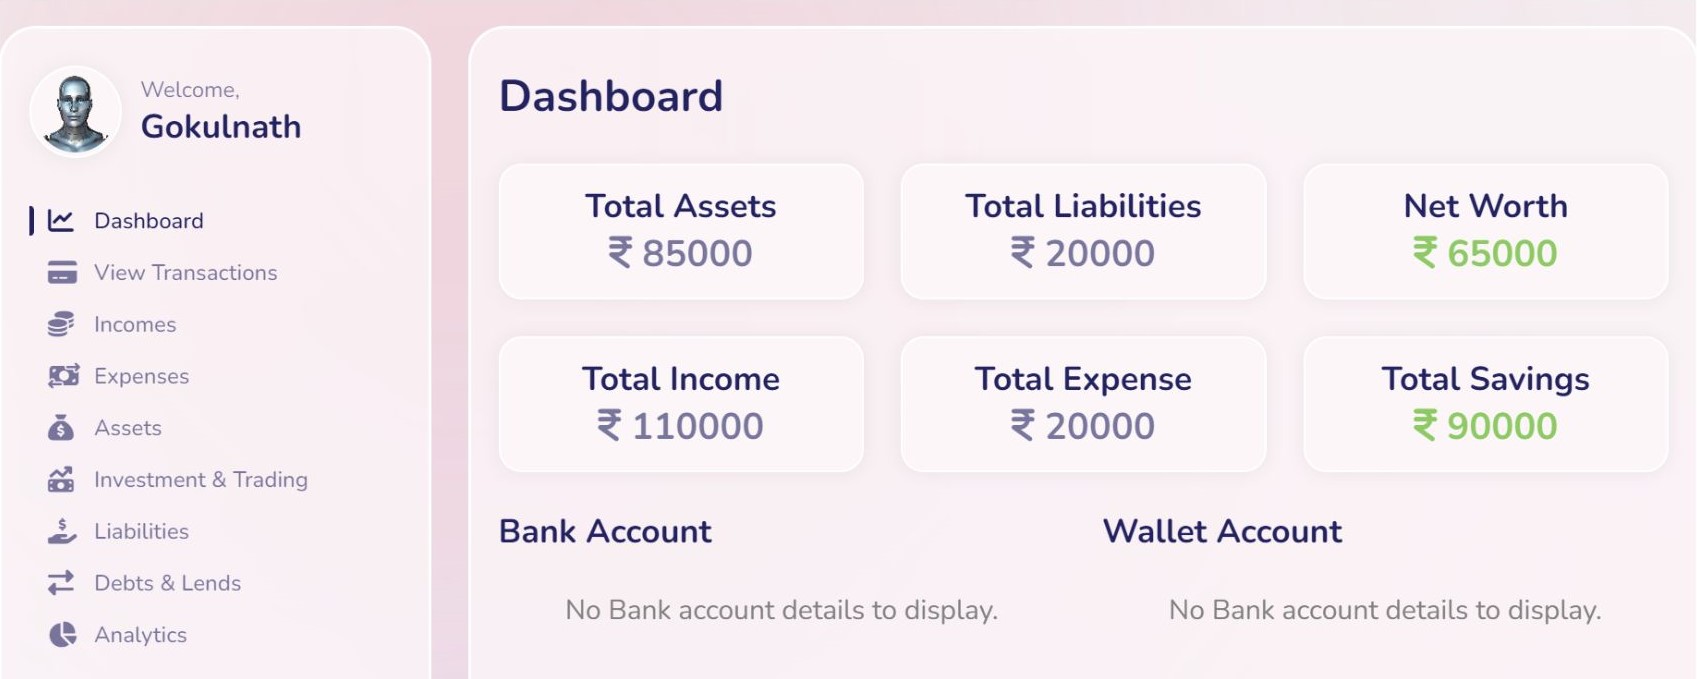 Welcome,
Gokulnath
Dashboard
View Transactions
Incomes
Expenses
Assets
Investment & Trading
Liabilities
Debts & Lends
Analytics
Dashboard
Total Assets
₹ 85000
Total Liabilities
₹ 20000
Net Worth
₹ 65000
Total Income
₹ 110000
Total Expense
₹ 20000
Total Savings
₹ 90000
Bank Account
No Bank account details to display.
Wallet Account
No Bank account details to display.